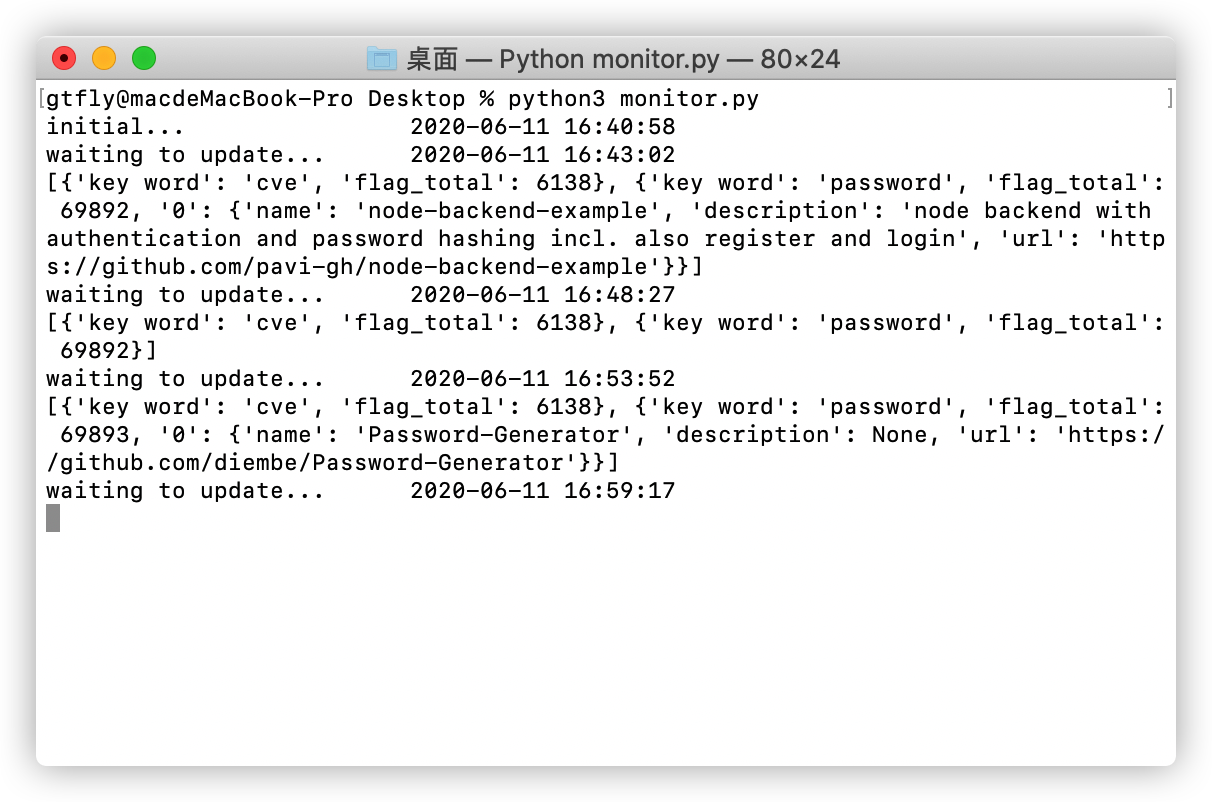 桌面 — Python monitor.py — 80×24
[gtfly@macdeMacBook-Pro Desktop % python3 monitor.py ]
initial... 2020-06-11 16:40:58
waiting to update... 2020-06-11 16:43:02
[{'key word': 'cve', 'flag_total': 6138}, {'key word': 'password', 'flag_total':
69892, '0': {'name': 'node-backend-example', 'description': 'node backend with
authentication and password hashing incl. also register and login', 'url': 'http
s://github.com/pavi-gh/node-backend-example'}}]
waiting to update... 2020-06-11 16:48:27
[{'key word': 'cve', 'flag_total': 6138}, {'key word': 'password', 'flag_total':
69892}]
waiting to update... 2020-06-11 16:53:52
[{'key word': 'cve', 'flag_total': 6138}, {'key word': 'password', 'flag_total':
69893, '0': {'name': 'Password-Generator', 'description': None, 'url': 'https:/
/github.com/diembe/Password-Generator'}}]
waiting to update... 2020-06-11 16:59:17